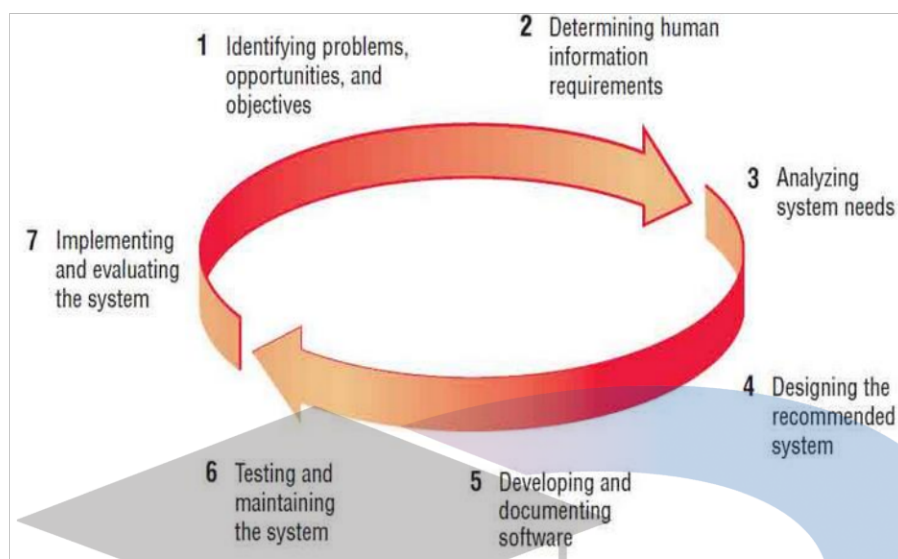 1 Identifying problems,
opportunities, and
objectives
2 Determining human
information
requirements
3 Analyzing
system needs
4 Designing the
recommended
system
5 Developing and
documenting
software
6 Testing and
maintaining
the system
7 Implementing
and evaluating
the system